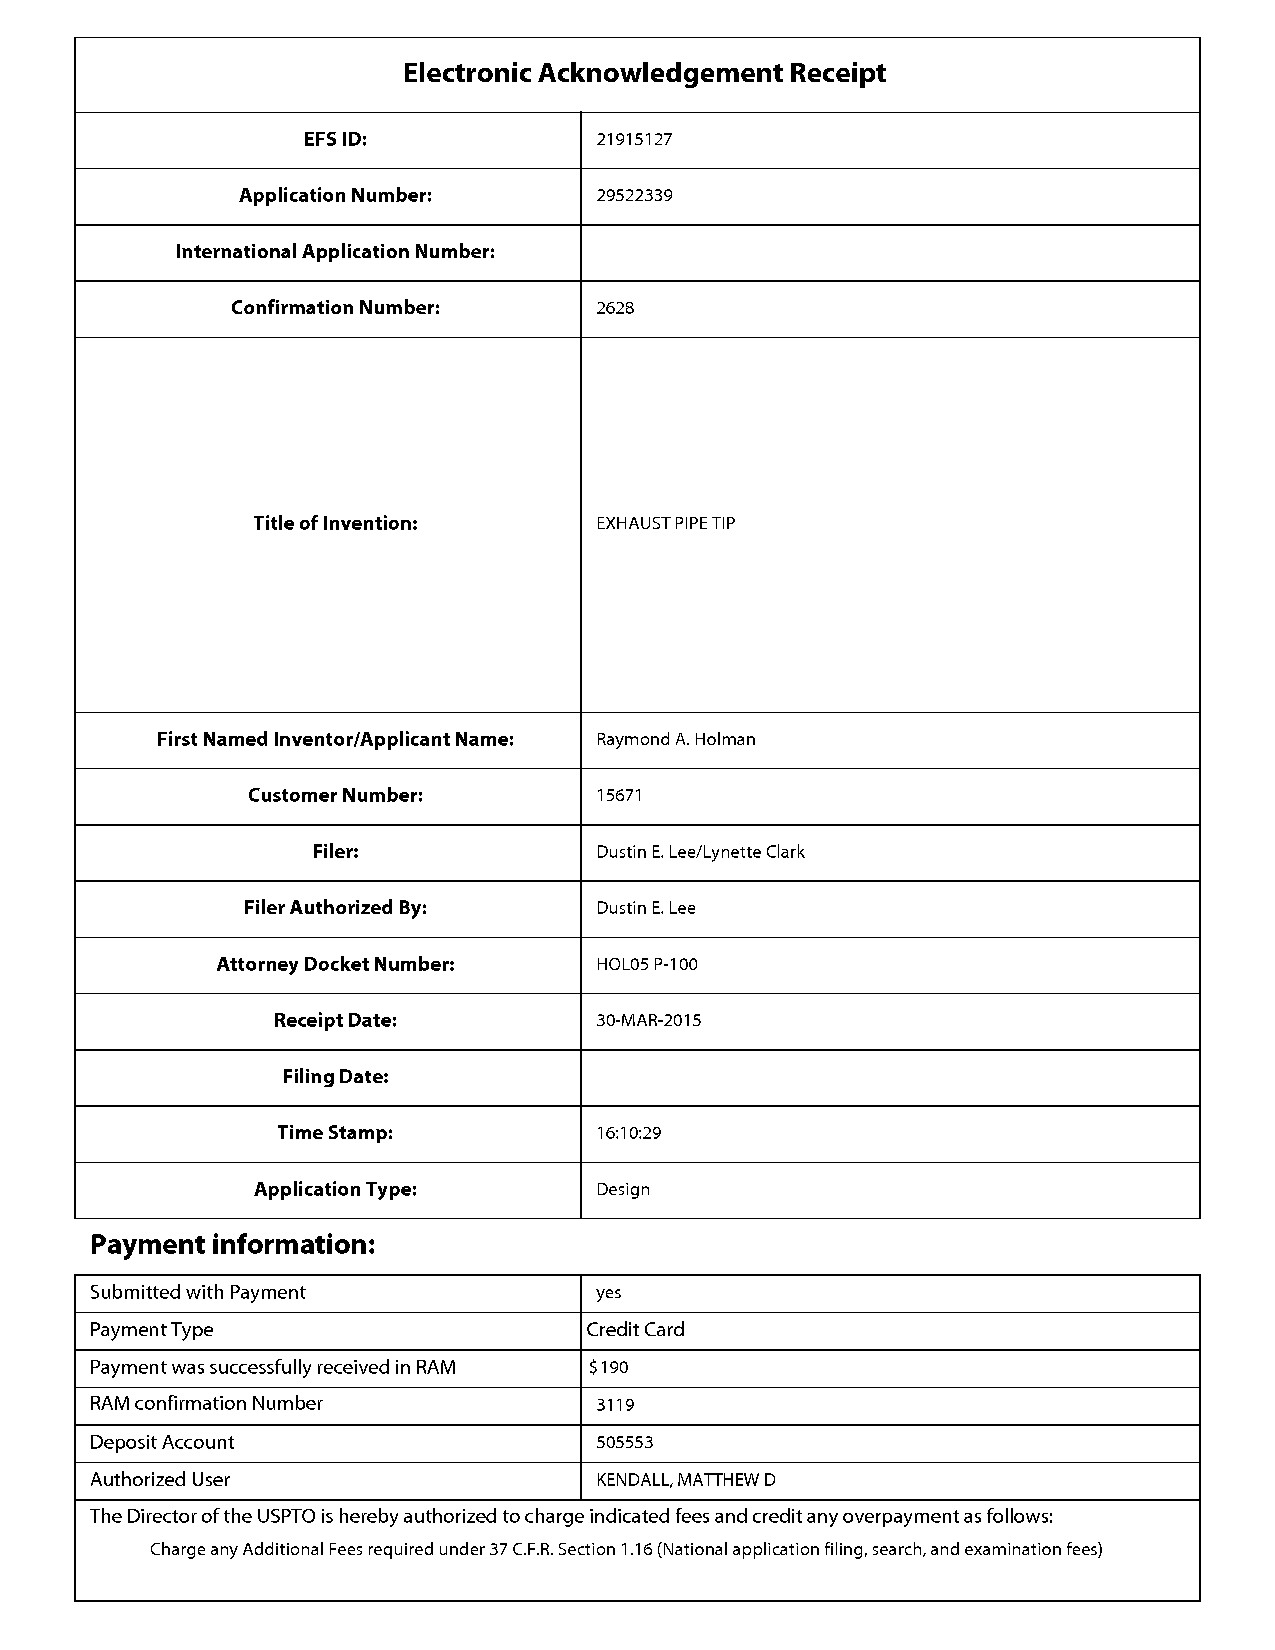 Electronic Acknowledgement Receipt
EFS ID: 21915127
Application Number: 29522339
International Application Number:
Confirmation Number: 2628
Title of Invention: EXHAUST PIPE TIP
First Named Inventor/Applicant Name: Raymond A. Holman
Customer Number: 15671
Filer: Dustin E. Lee/Lynette Clark
Filer Authorized By: Dustin E. Lee
Attorney Docket Number: HOL05 P-100
Receipt Date: 30-MAR-2015
Filing Date:
Time Stamp: 16:10:29
Application Type: Design
Payment information:
Submitted with Payment yes
Payment Type Credit Card
Payment was successfully received in RAM $190
RAM confirmation Number 3119
Deposit Account 505553
Authorized User KENDALL, MATTHEW D
The Director of the USPTO is hereby authorized to charge indicated fees and credit any overpayment as follows:
Charge any Additional Fees required under 37 C.F.R. Section 1.16 (National application filing, search, and examination fees)